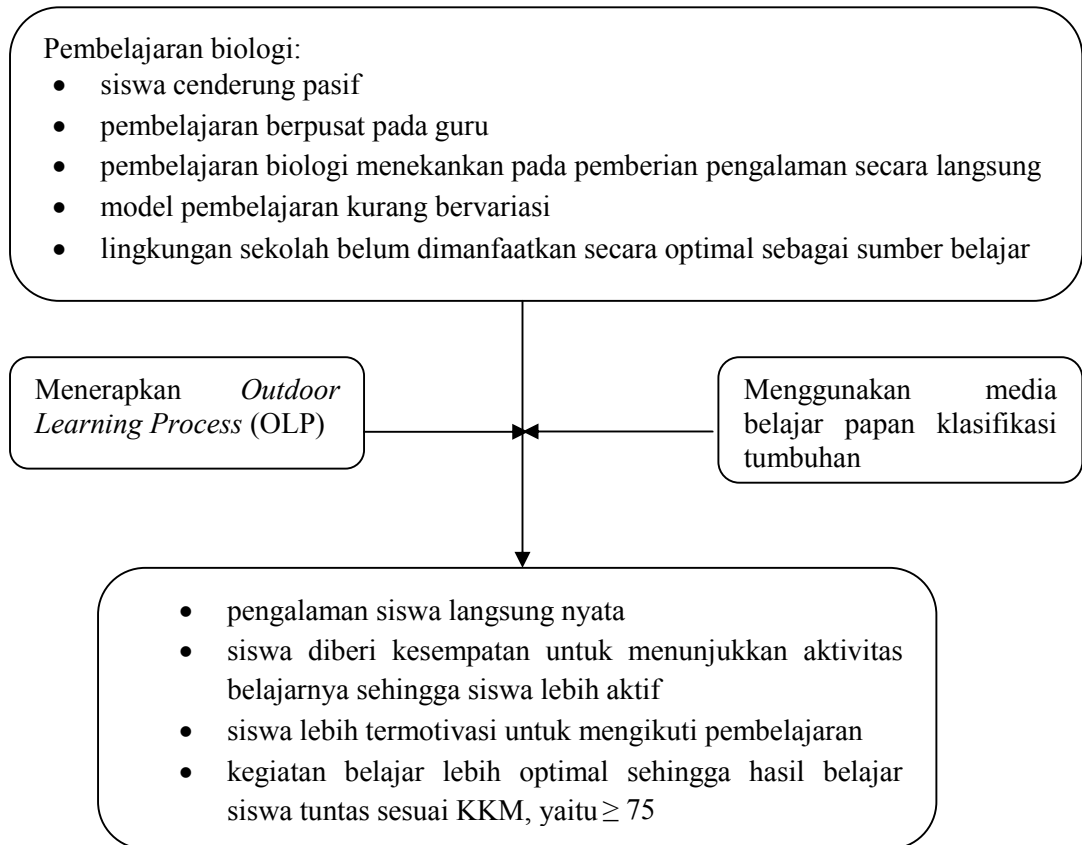 Pembelajaran biologi:
• siswa cenderung pasif
• pembelajaran berpusat pada guru
• pembelajaran biologi menekankan pada pemberian pengalaman secara langsung
• model pembelajaran kurang bervariasi
• lingkungan sekolah belum dimanfaatkan secara optimal sebagai sumber belajar
Menerapkan Outdoor
Learning Process (OLP)
Menggunakan media
belajar papan klasifikasi
tumbuhan
• pengalaman siswa langsung nyata
• siswa diberi kesempatan untuk menunjukkan aktivitas
belajarnya sehingga siswa lebih aktif
• siswa lebih termotivasi untuk mengikuti pembelajaran
• kegiatan belajar lebih optimal sehingga hasil belajar
siswa tuntas sesuai KKM, yaitu ≥ 75